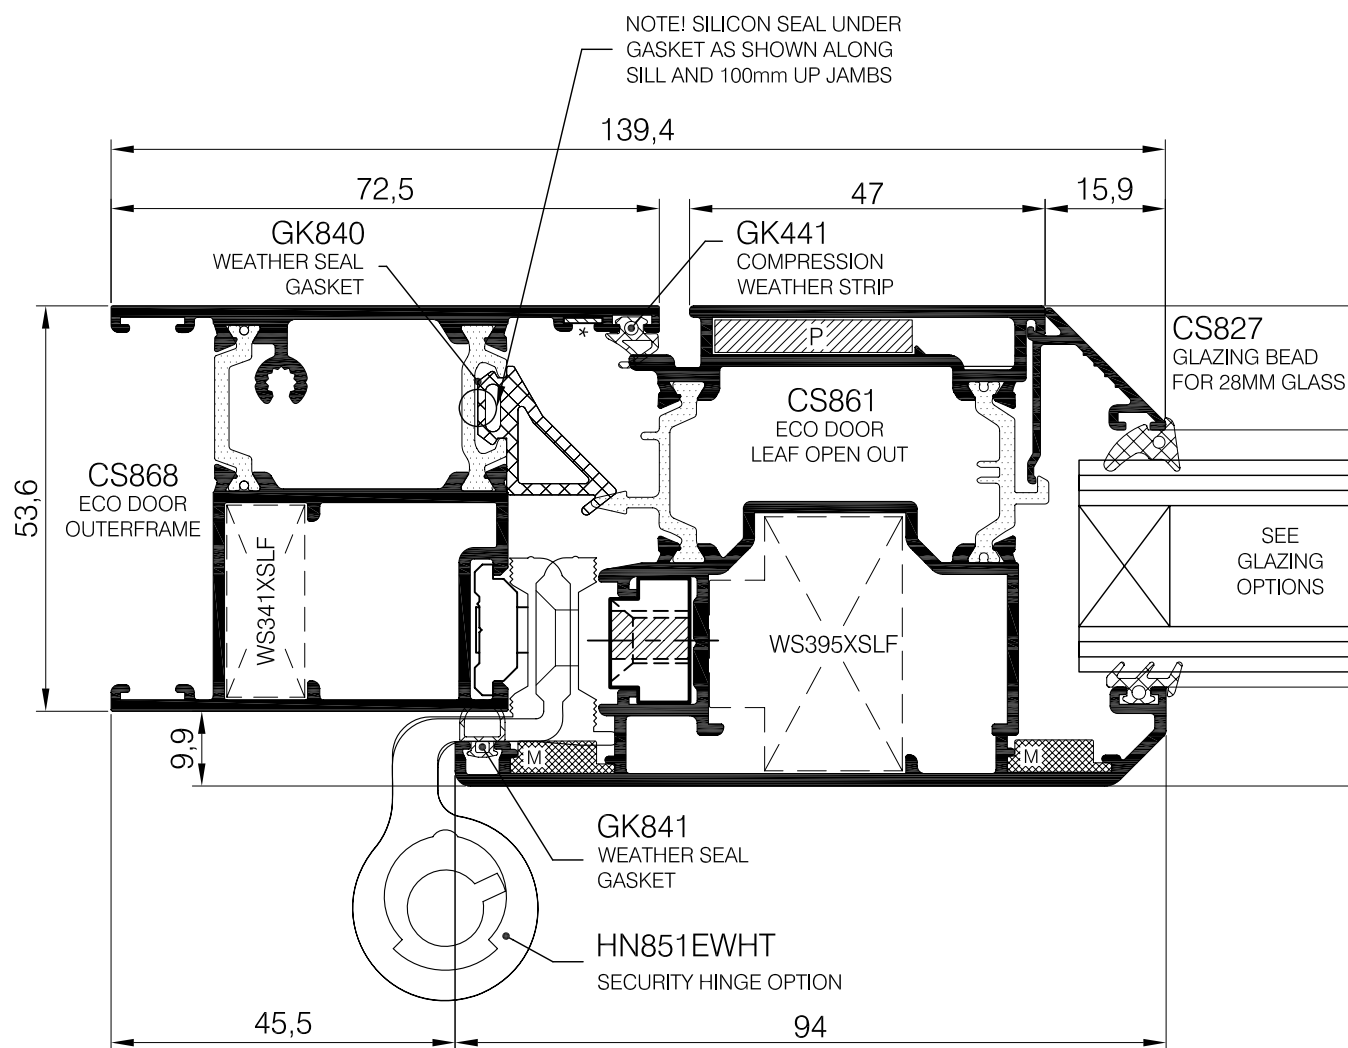 NOTE! SILICON SEAL UNDER
GASKET AS SHOWN ALONG
SILL AND 100mm UP JAMBS
139,4
72,5
47
15,9
GK840
WEATHER SEAL
GASKET
GK441
COMPRESSION
WEATHER STRIP
CS827
GLAZING BEAD
FOR 28MM GLASS
*
P
CS861
ECO DOOR
LEAF OPEN OUT
CS868
ECO DOOR
OUTERFRAME
53,6
WS341XSLF
WS395XSLF
SEE
GLAZING
OPTIONS
9,9
M
M
GK841
WEATHER SEAL
GASKET
HN851EWHT
SECURITY HINGE OPTION
45,5
94